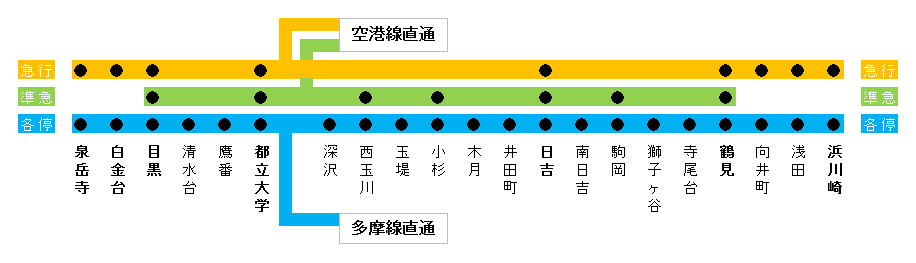 空港線直通
急行
急行
準急
準急
各停
各停
泉岳寺
白金台
目黒
清水台
鷹番
都立大学
深沢
西玉川
玉堤
小杉
木月
井田町
日吉
南日吉
駒岡
獅子ヶ谷
寺尾台
鶴見
向井町
浅田
浜川崎
多摩線直通